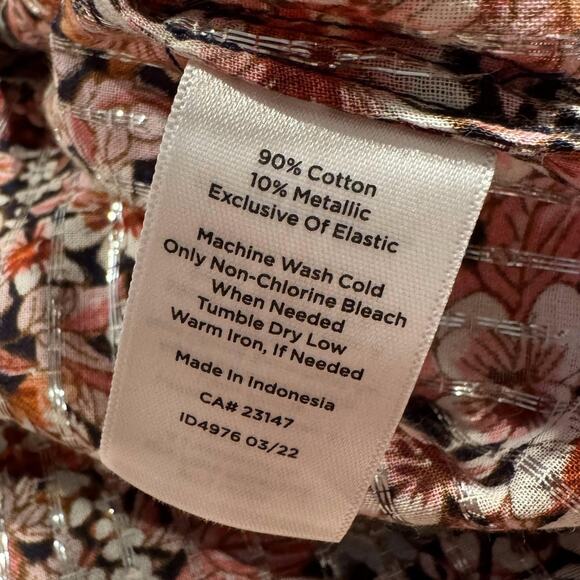 90% Cotton
10% Metallic
Exclusive Of Elastic
Machine Wash Cold
Only Non-Chlorine Bleach
When Needed
Tumble Dry Low
Warm Iron, If Needed
Made In Indonesia
CA# 23147
ID4976 03/22